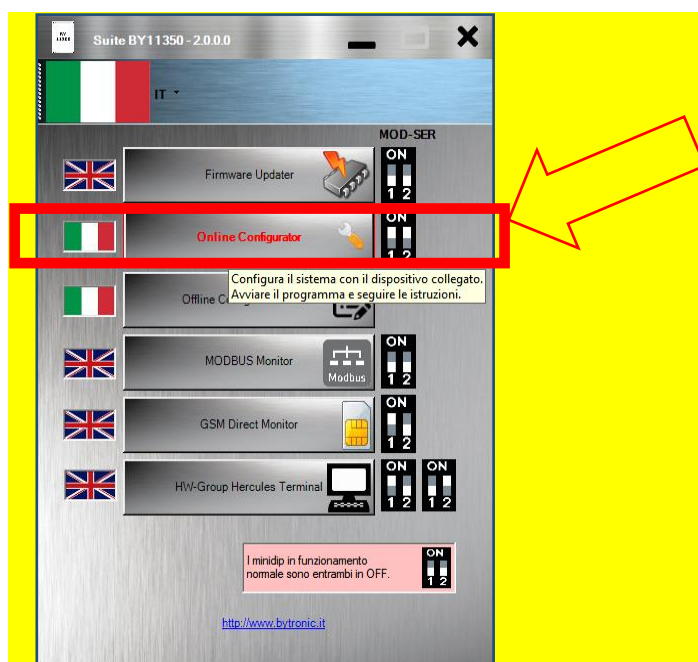 BY
11350
Suite BY11350 - 2.0.0.0
IT
MOD-SER
Firmware Updater
ON
1 2
Online Configurator
ON
1 2
Configura il sistema con il dispositivo collegato.
Avviare il programma e seguire le istruzioni.
Offline
MODBUS Monitor
Modbus
ON
1 2
GSM Direct Monitor
ON
1 2
HW-Group Hercules Terminal
ON ON
1 2 1 2
I minidip in funzionamento
normale sono entrambi in OFF.
ON
1 2
http://www.bytronic.it